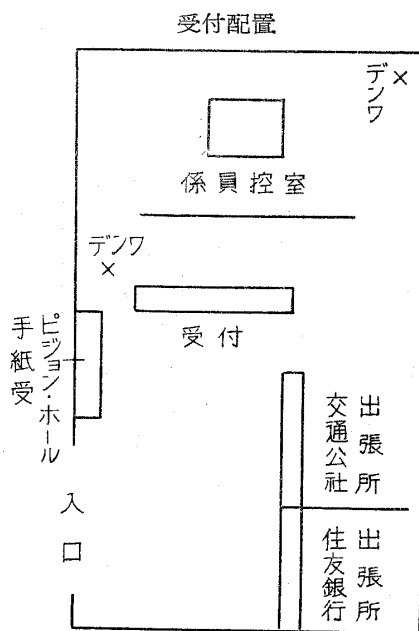 受付配置
デンワ
係員控室
デンワ
受付
ピジョン・ホール
手紙受
入口
出張所
交通公社
出張所
住友銀行